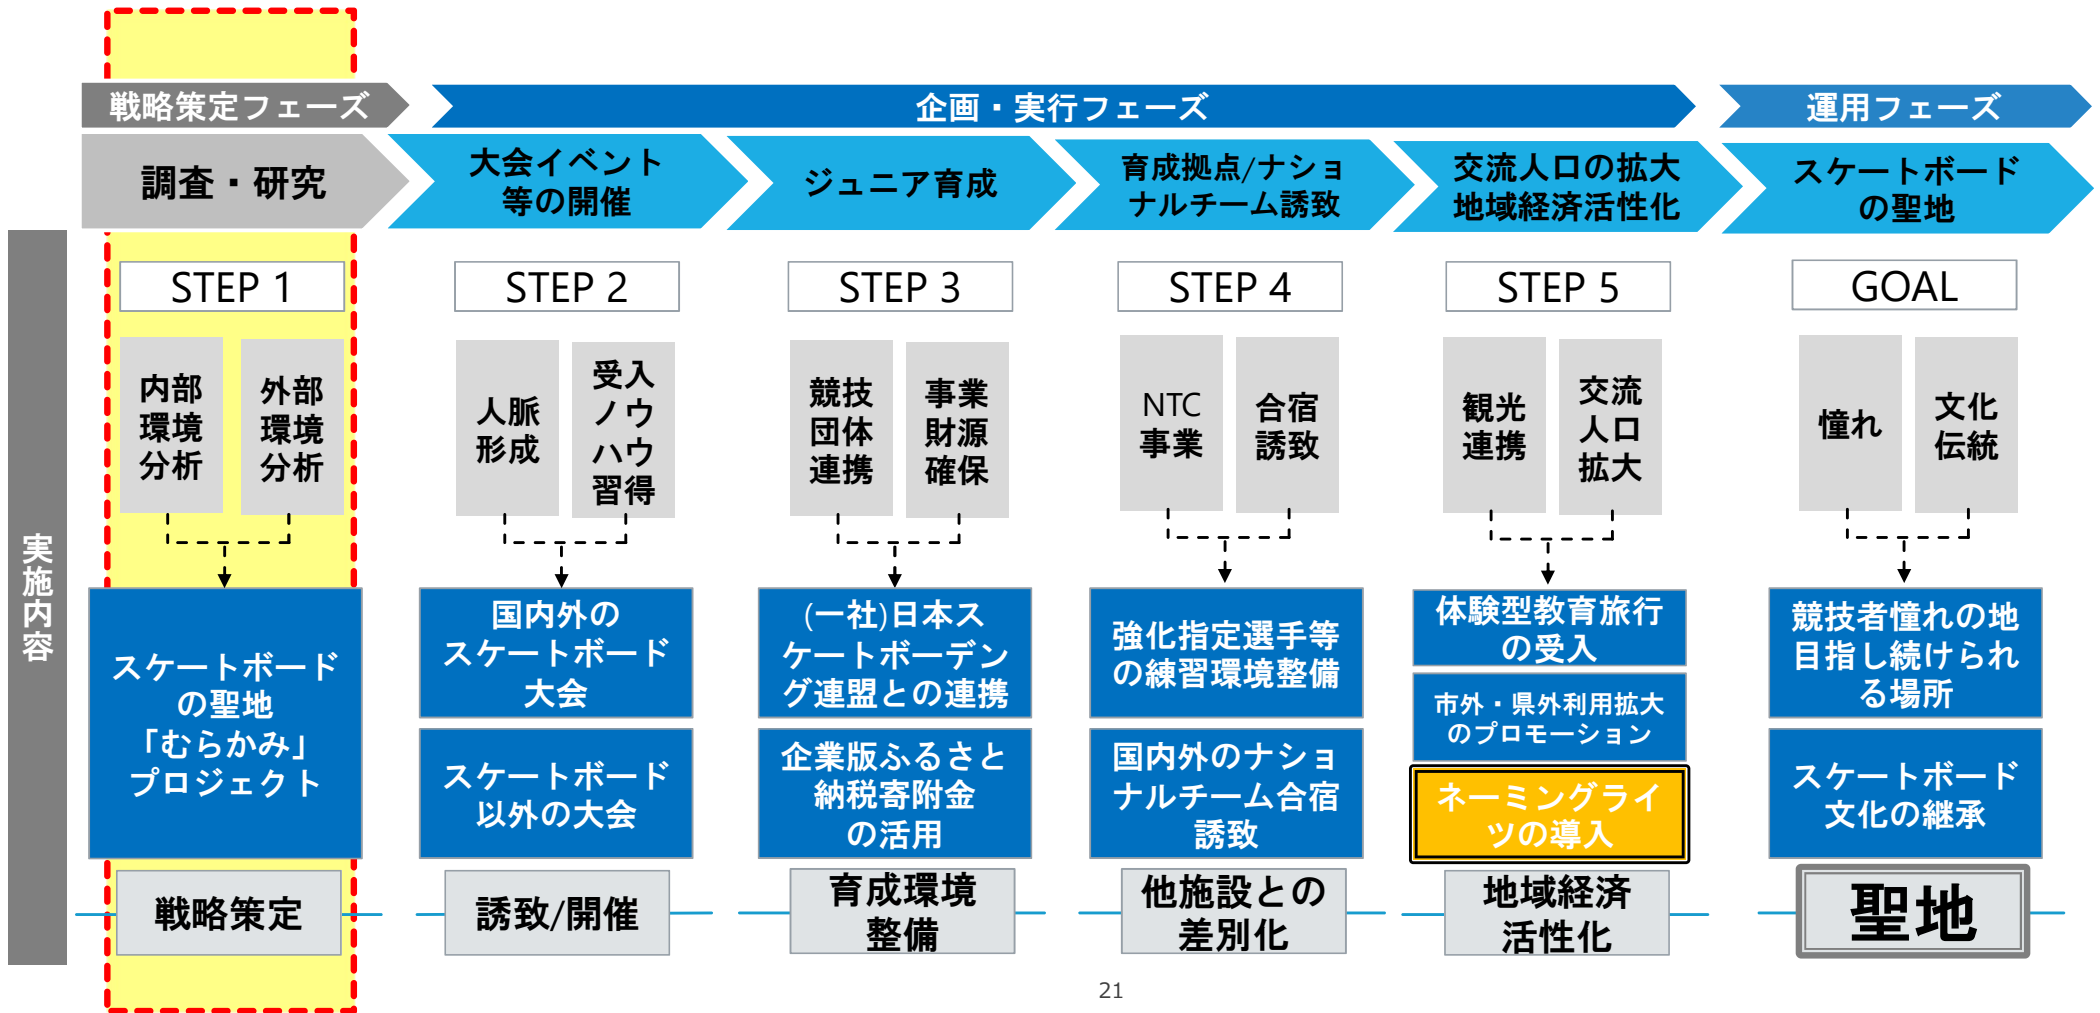 戦略策定フェーズ
企画・実行フェーズ
運用フェーズ
調査・研究
大会イベント
等の開催
ジュニア育成
育成拠点/ナショ
ナルチーム誘致
交流人口の拡大
地域経済活性化
スケートボード
の聖地
実施内容
STEP 1
内部
環境
分析
外部
環境
分析
スケートボード
の聖地
「むらかみ」
プロジェクト
戦略策定
STEP 2
人脈
形成
受入
ノウ
ハウ
習得
国内外の
スケートボード
大会
スケートボード
以外の大会
誘致/開催
STEP 3
競技
団体
連携
事業
財源
確保
(一社)日本ス
ケートボーデン
グ連盟との連携
企業版ふるさと
納税寄附金
の活用
育成環境
整備
STEP 4
NTC
事業
合宿
誘致
強化指定選手等
の練習環境整備
国内外のナショ
ナルチーム合宿
誘致
他施設との
差別化
STEP 5
観光
連携
交流
人口
拡大
体験型教育旅行
の受入
市外・県外利用拡大
のプロモーション
ネーミングライ
ツの導入
地域経済
活性化
GOAL
憧れ
文化
伝統
競技者憧れの地
目指し続けられ
る場所
スケートボード
文化の継承
聖地
21